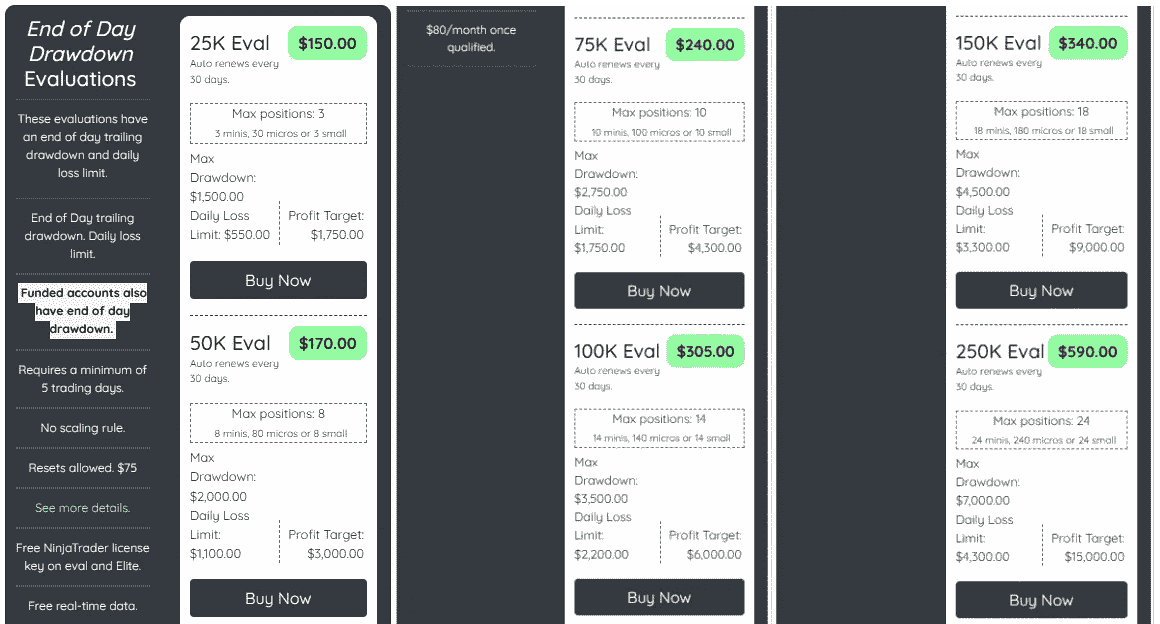 End of Day
Drawdown
Evaluations
These evaluations have
an end of day trailing
drawdown and daily
loss limit.
End of Day trailing
drawdown. Daily loss
limit.
Funded accounts also
have end of day
drawdown.
Requires a minimum of
5 trading days.
No scaling rule.
Resets allowed. $75
See more details.
Free NinjaTrader license
key on eval and Elite.
Free real-time data.
25K Eval
$150.00
Auto renews every
30 days.
Max positions: 3
3 minis, 30 micros or 3 small
Max
Drawdown:
$1,500.00
Daily Loss
Limit: $550.00
Profit Target:
$1,750.00
Buy Now
50K Eval
$170.00
Auto renews every
30 days.
Max positions: 8
8 minis, 80 micros or 8 small
Max
Drawdown:
$2,000.00
Daily Loss
Limit:
$1,100.00
Profit Target:
$3,000.00
Buy Now
$80/month once
qualified.
75K Eval
$240.00
Auto renews every
30 days.
Max positions: 10
10 minis, 100 micros or 10 small
Max
Drawdown:
$2,750.00
Daily Loss
Limit:
$1,750.00
Profit Target:
$4,300.00
Buy Now
100K Eval
$305.00
Auto renews every
30 days.
Max positions: 14
14 minis, 140 micros or 14 small
Max
Drawdown:
$3,500.00
Daily Loss
Limit:
$2,200.00
Profit Target:
$6,000.00
Buy Now
150K Eval
$340.00
Auto renews every
30 days.
Max positions: 18
18 minis, 180 micros or 18 small
Max
Drawdown:
$4,500.00
Daily Loss
Limit:
$3,300.00
Profit Target:
$9,000.00
Buy Now
250K Eval
$590.00
Auto renews every
30 days.
Max positions: 24
24 minis, 240 micros or 24 small
Max
Drawdown:
$7,000.00
Daily Loss
Limit:
$4,300.00
Profit Target:
$15,000.00
Buy Now